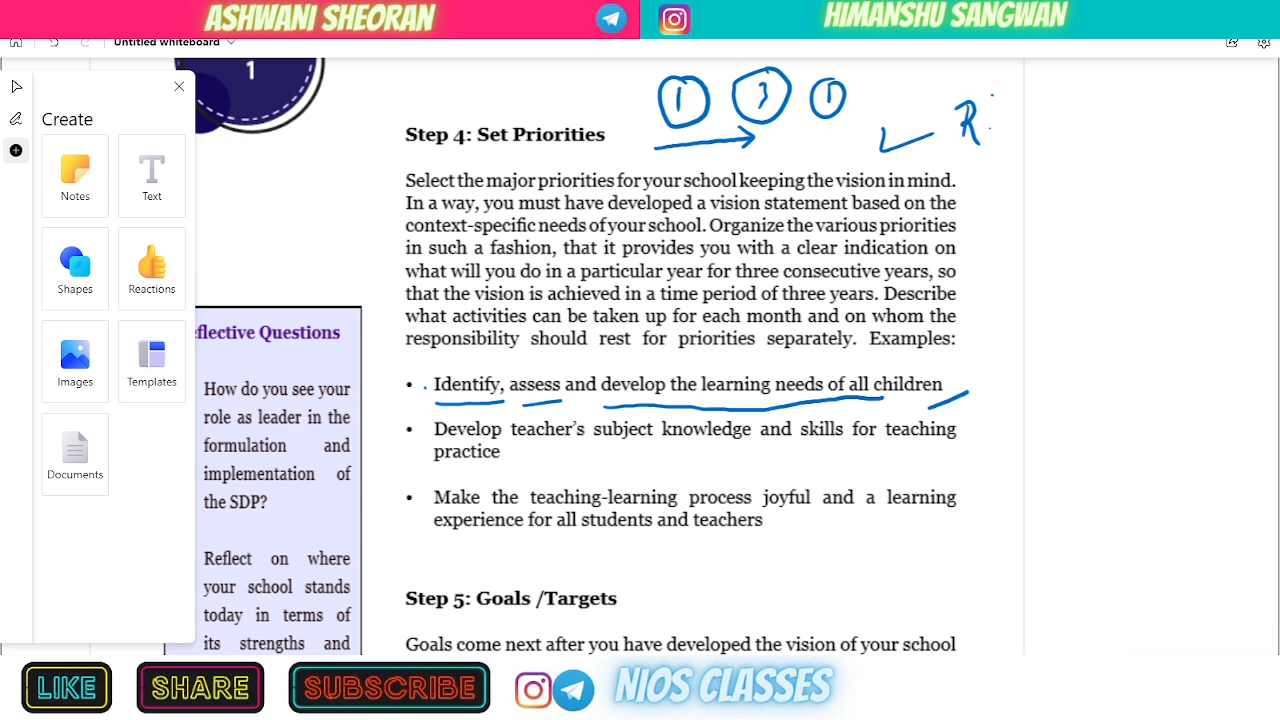 ASHWANI SHEORAN
HIMANSHU SANGWAN
Untitled whiteboard
1
1 3 1
R
Create
Notes
Text
Shapes
Reactions
Images
Templates
Documents
Step 4: Set Priorities
Select the major priorities for your school keeping the vision in mind.
In a way, you must have developed a vision statement based on the
context-specific needs of your school. Organize the various priorities
in such a fashion, that it provides you with a clear indication on
what will you do in a particular year for three consecutive years, so
that the vision is achieved in a time period of three years. Describe
what activities can be taken up for each month and on whom the
responsibility should rest for priorities separately. Examples:
• Identify, assess and develop the learning needs of all children
• Develop teacher's subject knowledge and skills for teaching
practice
• Make the teaching-learning process joyful and a learning
experience for all students and teachers
Step 5: Goals /Targets
Goals come next after you have developed the vision of your school
eflective Questions
How do you see your
role as leader in the
formulation and
implementation of
the SDP?
Reflect on where
your school stands
today in terms of
its strengths and
LIKE
SHARE
SUBSCRIBE
NIOS CLASSES